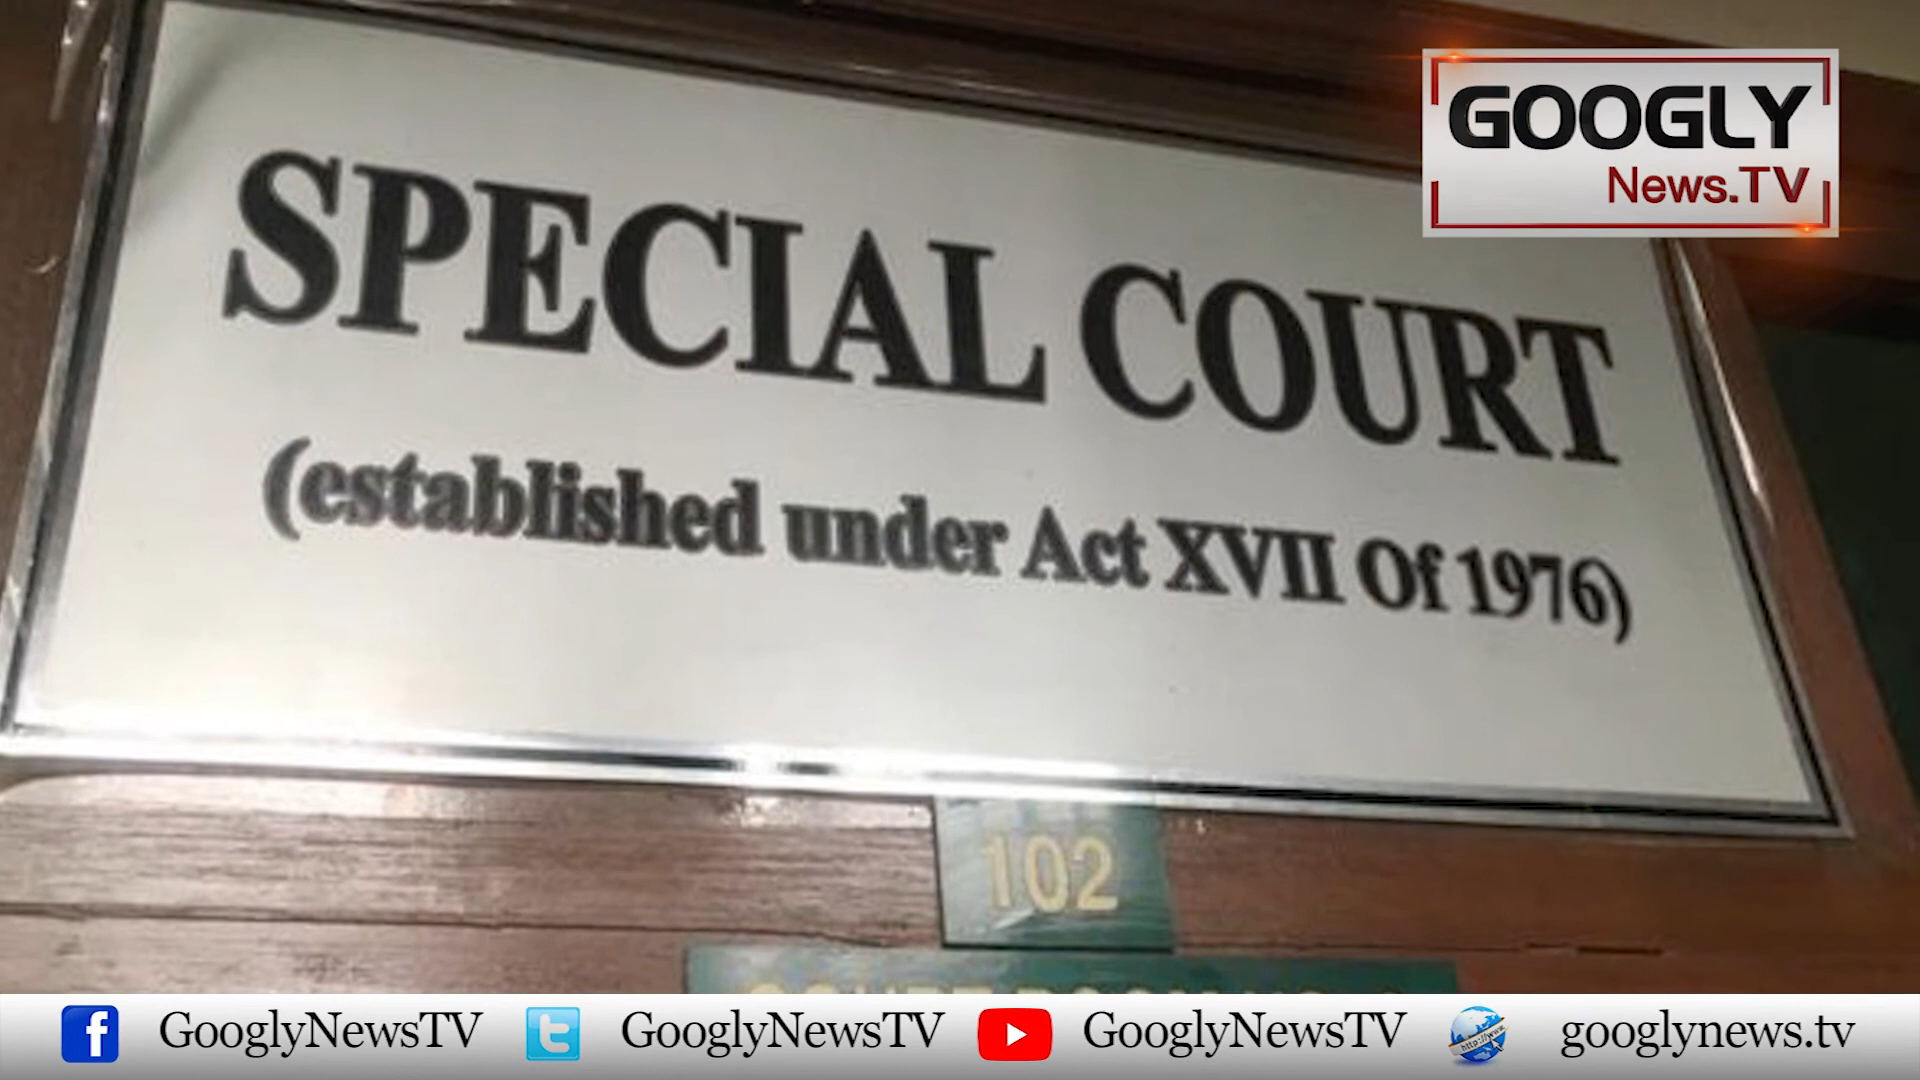 GOOGLY
News.TV
SPECIAL COURT
(established under Act XVII Of 1976)
102
GooglyNewsTV GooglyNewsTV GooglyNewsTV googlynews.tv